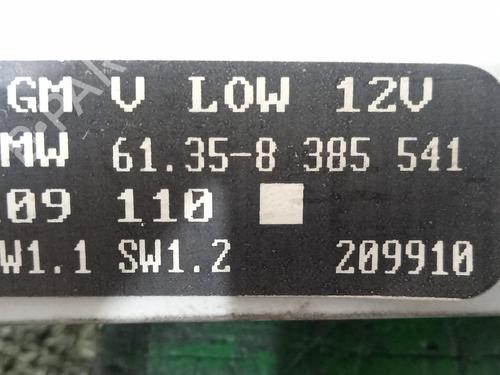 GM V LOW 12V
MW 61.35-8 385 541
.09 110
W1.1 SW1.2 209910